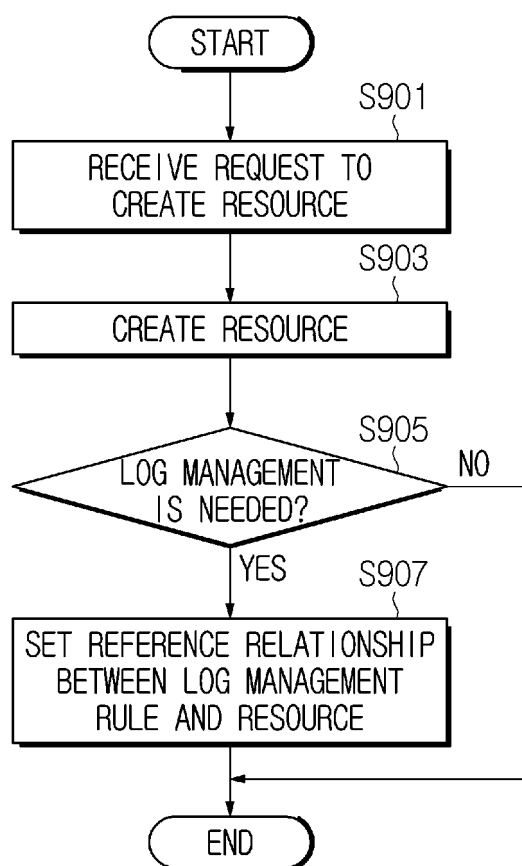 START
S901
RECEIVE REQUEST TO
CREATE RESOURCE
S903
CREATE RESOURCE
S905
LOG MANAGEMENT
IS NEEDED?
NO
YES
S907
SET REFERENCE RELATIONSHIP
BETWEEN LOG MANAGEMENT
RULE AND RESOURCE
END